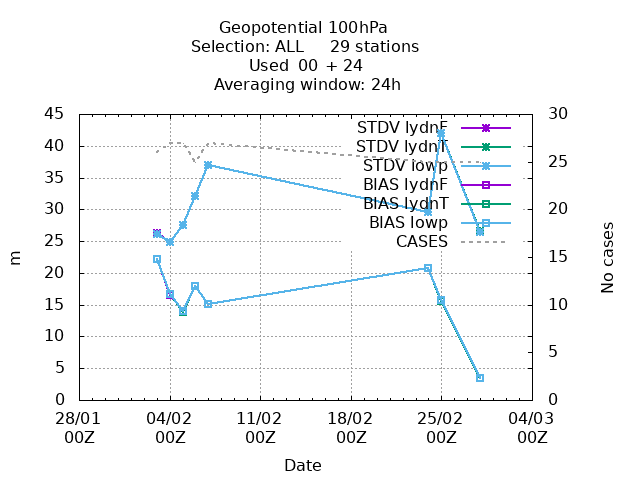 Geopotential 100hPa
Selection: ALL 29 stations
Used 00 + 24
Averaging window: 24h
45
40
35
30
25
20
15
10
5
0
m
30
25
20
15
10
5
0
No cases
STDV lydnF
STDV lydnT
STDV lowp
BIAS lydnF
BIAS lydnT
BIAS lowp
CASES
28/01 04/02 11/02 18/02 25/02 04/03
00Z 00Z 00Z 00Z 00Z 00Z
Date